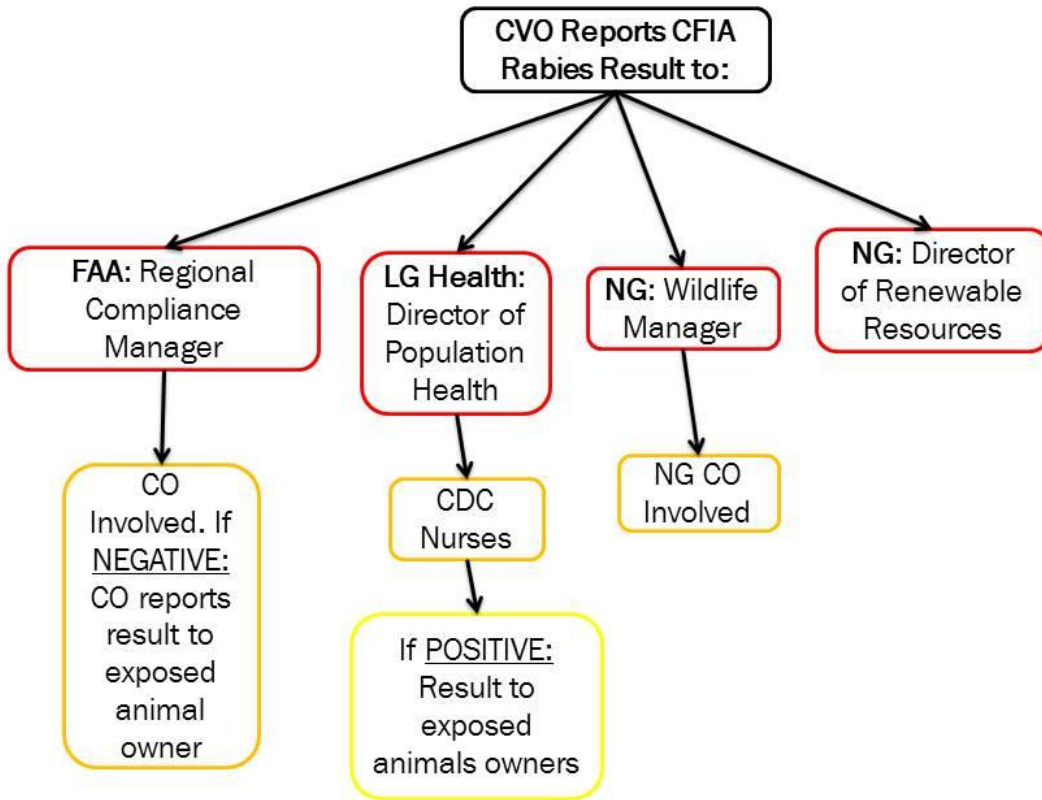 CVO Reports CFIA
Rabies Result to:
FAA: Regional
Compliance
Manager
LG Health:
Director of
Population
Health
NG: Wildlife
Manager
NG: Director
of Renewable
Resources
CO
Involved. If
NEGATIVE:
CO reports
result to
exposed
animal
owner
CDC
Nurses
NG CO
Involved
If POSITIVE:
Result to
exposed
animals owners